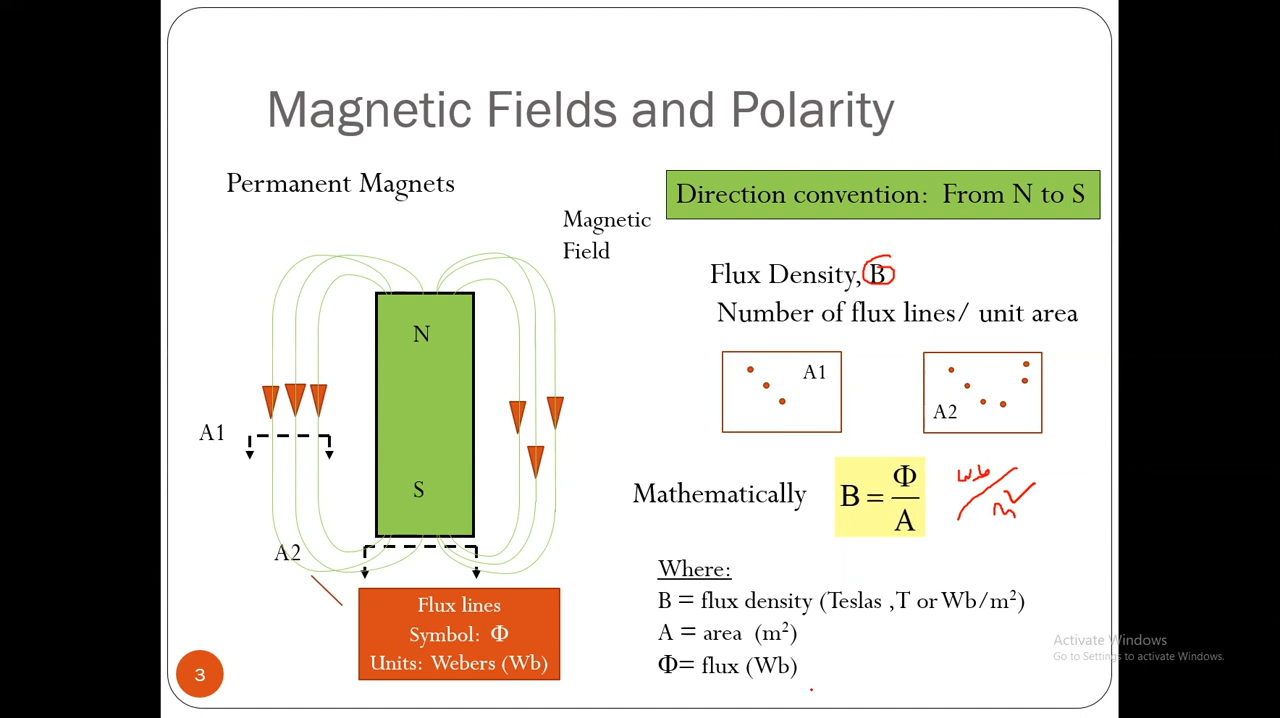 Magnetic Fields and Polarity
Permanent Magnets
Direction convention: From N to S
Magnetic
Field
Flux Density, B
Number of flux lines/ unit area
N
A1
A2
A1
S
Mathematically
B = Φ
A
wb/m²
A2
Where:
B = flux density (Teslas ,T or Wb/m²)
A = area (m²)
Φ= flux (Wb)
Flux lines
Symbol: Φ
Units: Webers (Wb)
Activate Windows
Go to Settings to activate Windows.
3